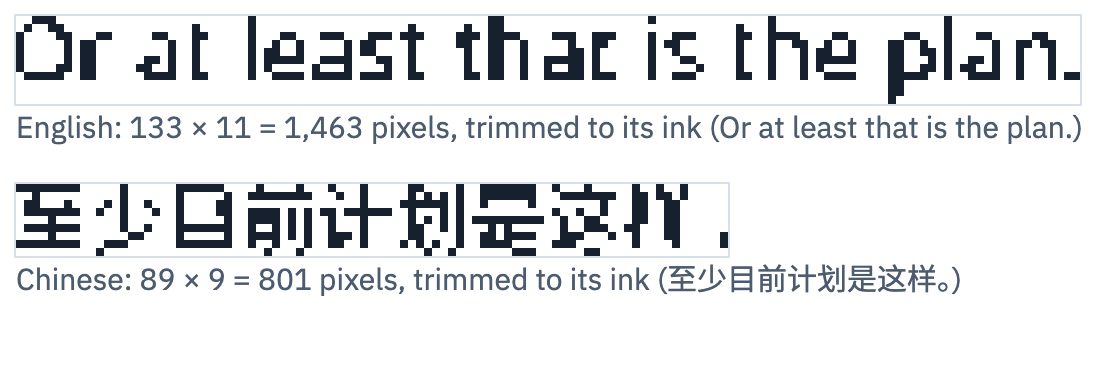 Or at least that is the plan.
English: 133 × 11 = 1,463 pixels, trimmed to its ink (Or at least that is the plan.)
至少目前计划是这样.
Chinese: 89 × 9 = 801 pixels, trimmed to its ink (至少目前计划是这样。)